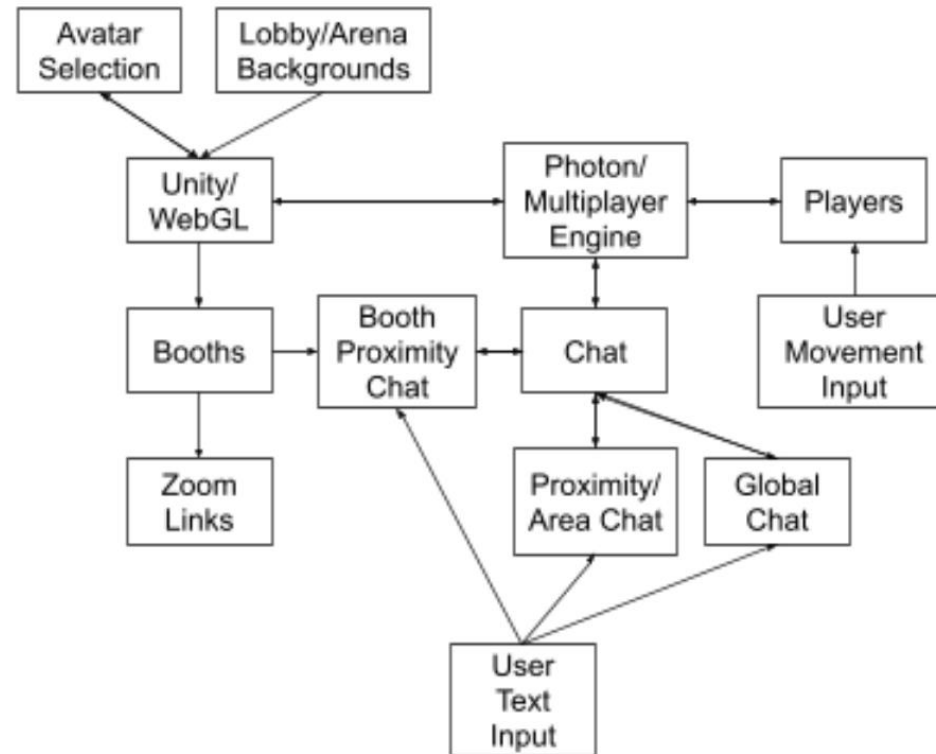 Avatar
Selection
Lobby/Arena
Backgrounds
Unity/
WebGL
Photon/
Multiplayer
Engine
Players
Booths
Booth
Proximity
Chat
Chat
User
Movement
Input
Zoom
Links
Proximity/
Area Chat
Global
Chat
User
Text
Input